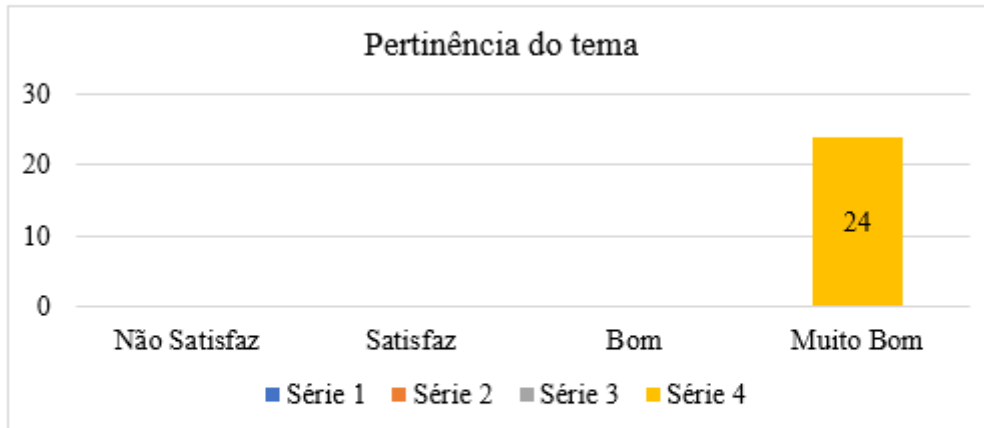 Pertinência do tema
30
20
10
0
24
Não Satisfaz Satisfaz Bom Muito Bom
Série 1 Série 2 Série 3 Série 4